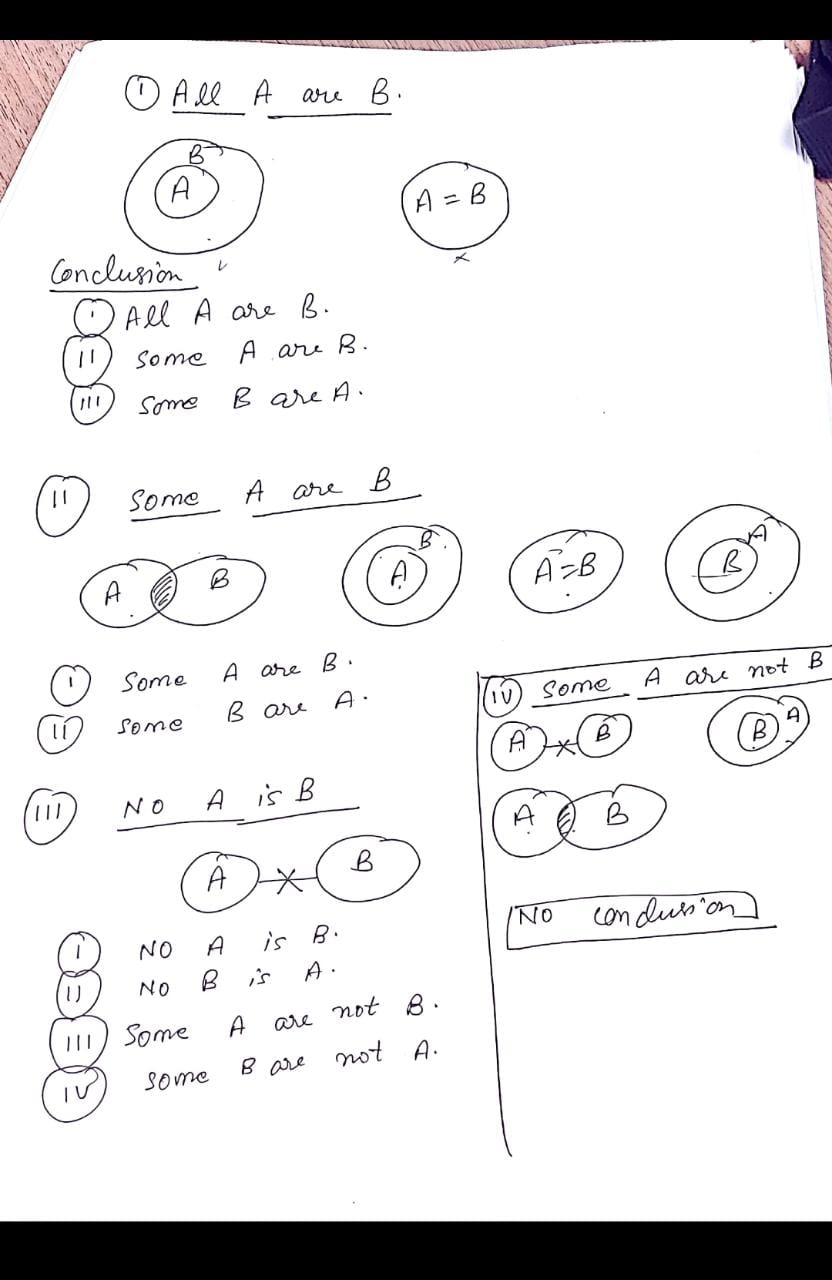 I All A are B.
B
A
A = B
Conclusion
I All A are B.
II Some A are B.
III Some B are A.
II Some A are B
A B
B
A
A=B
A
B
I Some A are B.
II Some B are A.
III NO A is B
A B
I NO A is B.
II NO B is A.
III Some A are not B.
IV Some B are not A.
IV Some A are not B
A B
B A
A B
NO conclusion